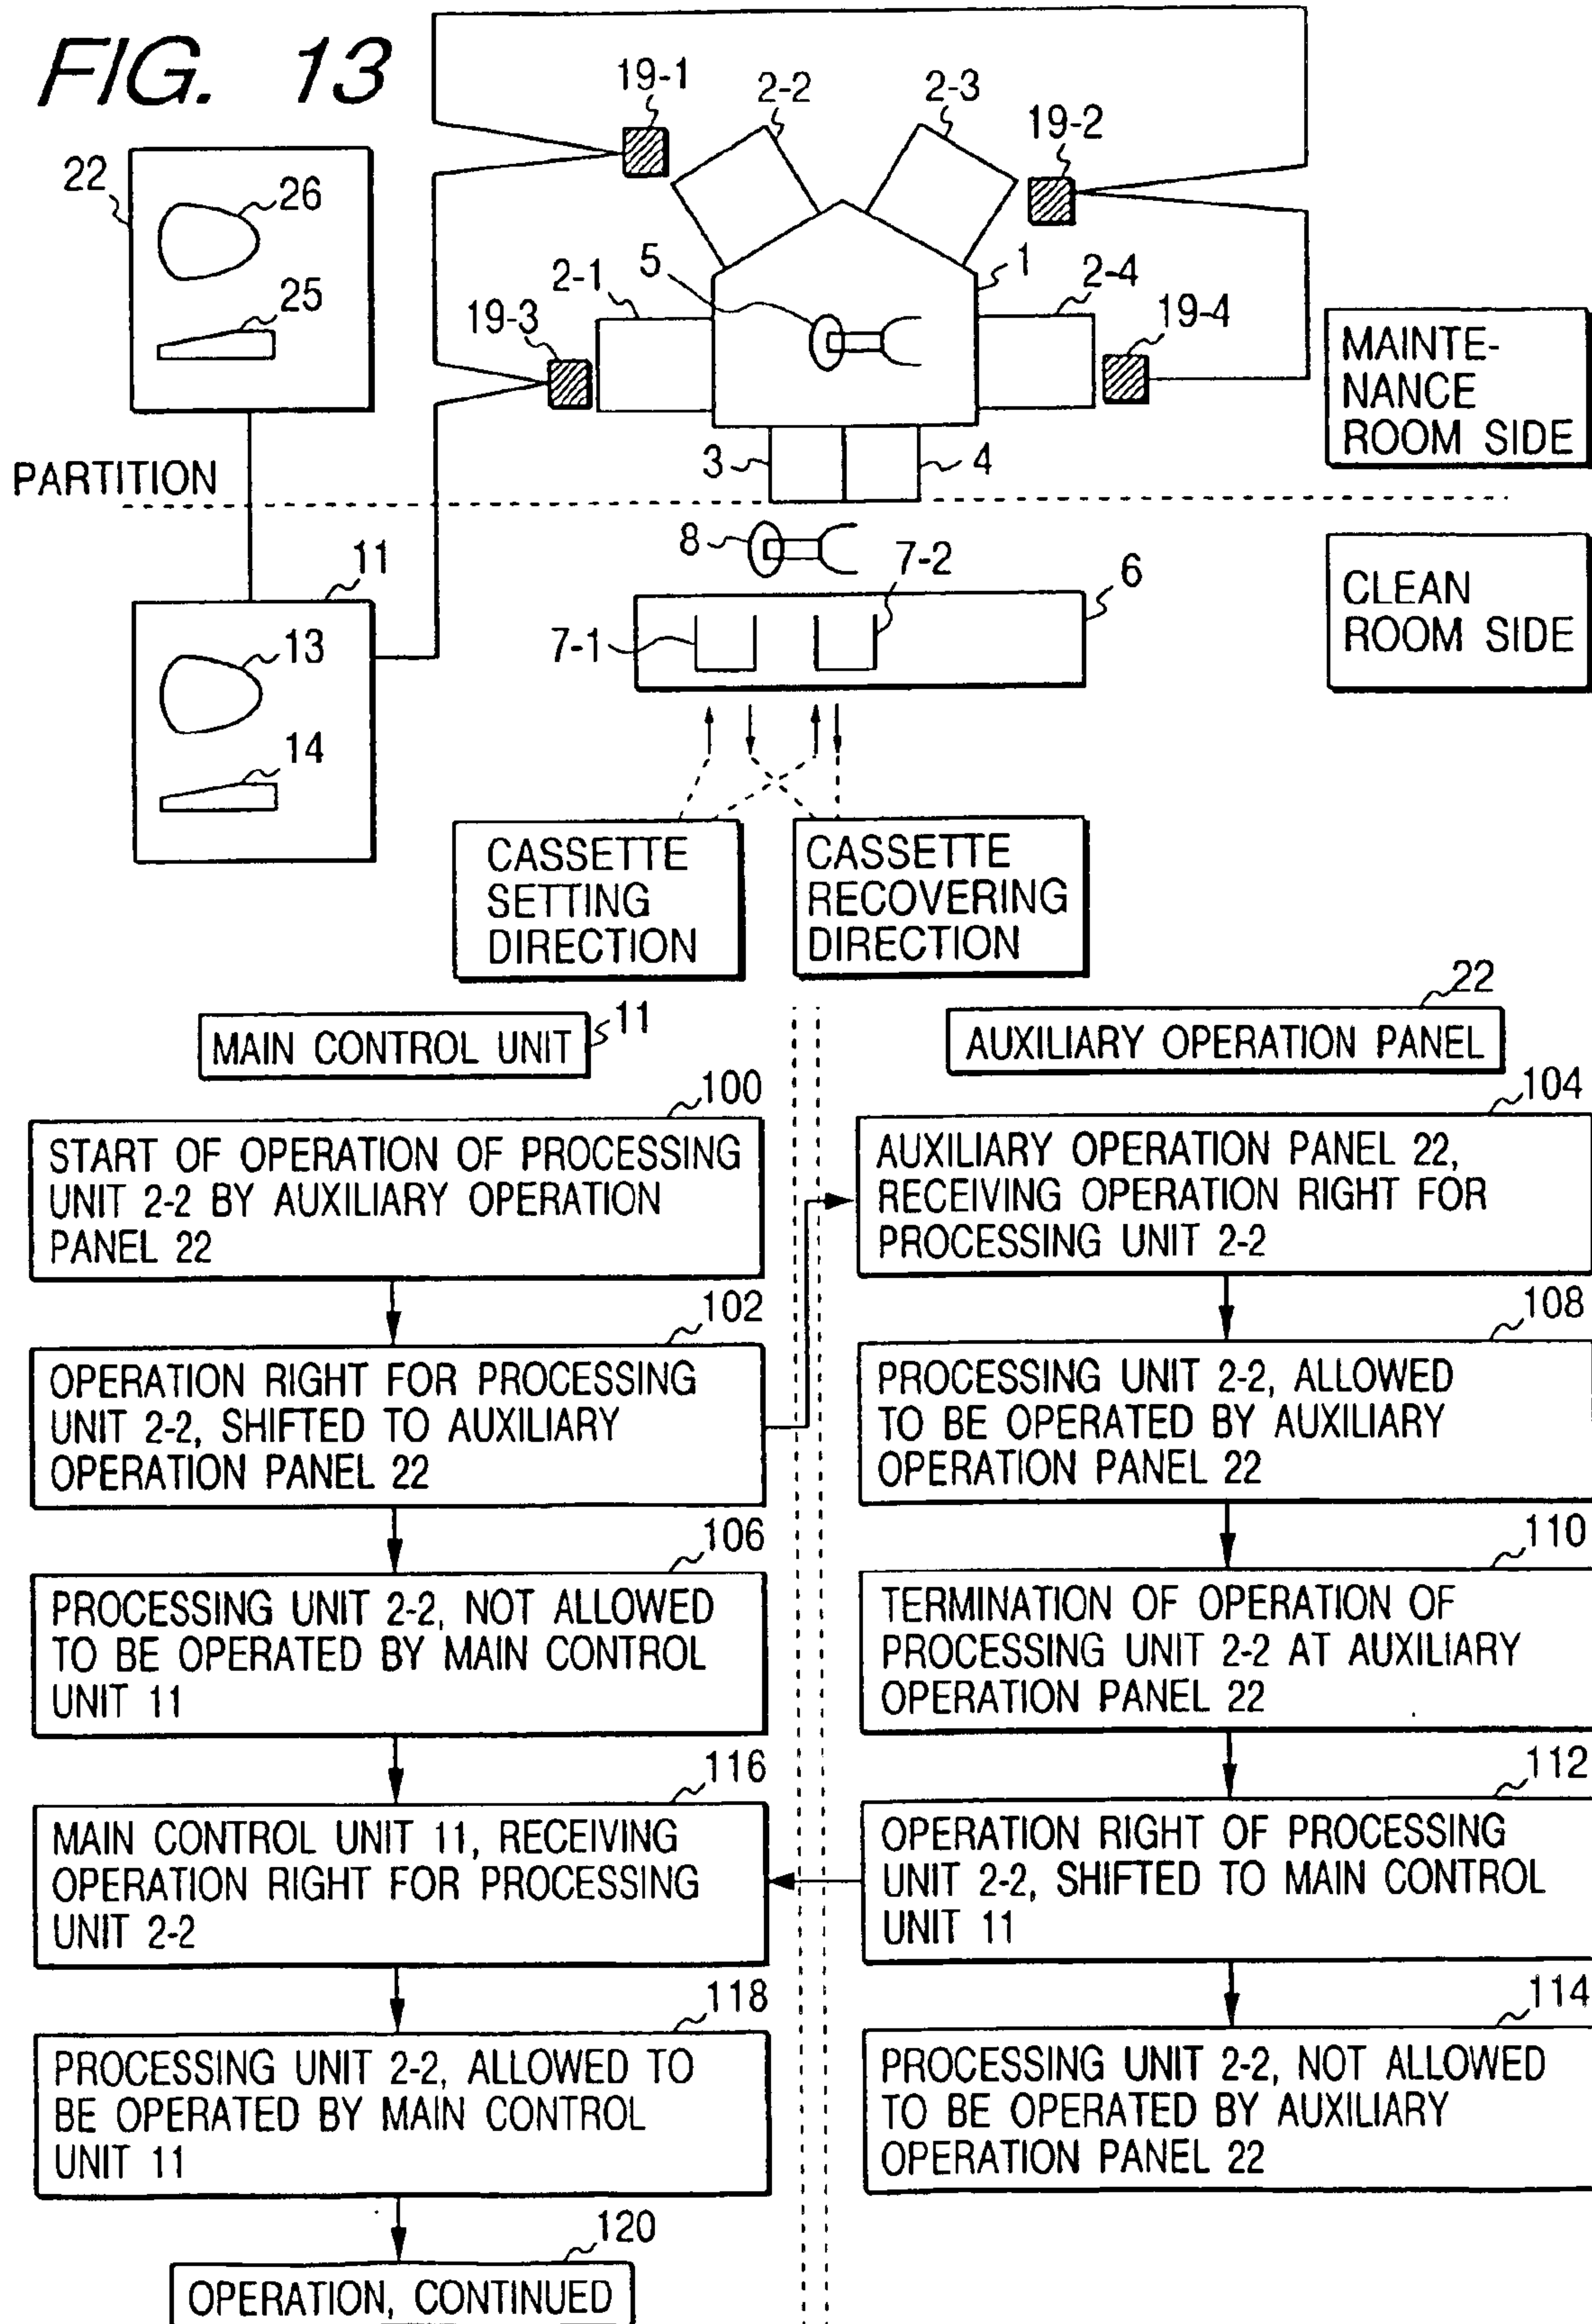 FIG. 13
19-1
2-2
2-3
19-2
22
26
25
2-1
5
1
2-4
19-3
19-4
MAINTE-
NANCE
ROOM SIDE
3
4
PARTITION
8
7-2
6
7-1
CLEAN
ROOM SIDE
11
13
14
CASSETTE
SETTING
DIRECTION
CASSETTE
RECOVERING
DIRECTION
MAIN CONTROL UNIT
11
22
AUXILIARY OPERATION PANEL
100
START OF OPERATION OF PROCESSING
UNIT 2-2 BY AUXILIARY OPERATION
PANEL 22
104
AUXILIARY OPERATION PANEL 22,
RECEIVING OPERATION RIGHT FOR
PROCESSING UNIT 2-2
102
OPERATION RIGHT FOR PROCESSING
UNIT 2-2, SHIFTED TO AUXILIARY
OPERATION PANEL 22
108
PROCESSING UNIT 2-2, ALLOWED
TO BE OPERATED BY AUXILIARY
OPERATION PANEL 22
106
PROCESSING UNIT 2-2, NOT ALLOWED
TO BE OPERATED BY MAIN CONTROL
UNIT 11
110
TERMINATION OF OPERATION OF
PROCESSING UNIT 2-2 AT AUXILIARY
OPERATION PANEL 22
116
MAIN CONTROL UNIT 11, RECEIVING
OPERATION RIGHT FOR PROCESSING
UNIT 2-2
112
OPERATION RIGHT OF PROCESSING
UNIT 2-2, SHIFTED TO MAIN CONTROL
UNIT 11
118
PROCESSING UNIT 2-2, ALLOWED TO
BE OPERATED BY MAIN CONTROL
UNIT 11
114
PROCESSING UNIT 2-2, NOT ALLOWED
TO BE OPERATED BY AUXILIARY
OPERATION PANEL 22
120
OPERATION, CONTINUED